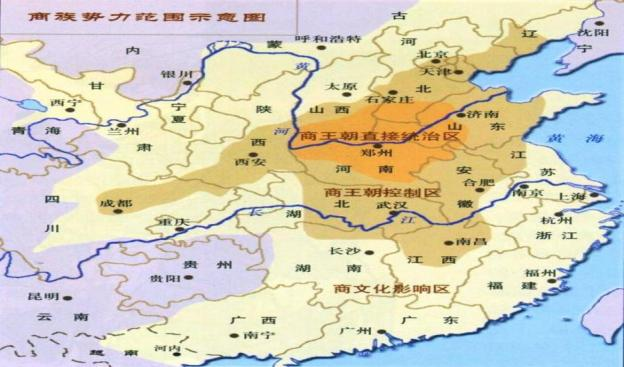 商族势力范围示意图
古
辽
沈阳
宁
内
蒙
呼和浩特
河
北京
天津
北
甘
银川
黄
太原
石家庄
西宁
宁
夏
陕
山西
济南
山东
青海
兰州
肃
河
商王朝直接统治区
郑州
黄海
西
西安
河南
安
江
苏
合肥
商王朝控制区
徽
南京
上海
四
川
成都
重庆
长
湖
北
武汉
江
杭州
浙江
南昌
贵州
贵阳
湖南
长沙
江西
商文化影响区
福州
福建
昆明
云南
广西
南宁
广东
广州
越南
河内